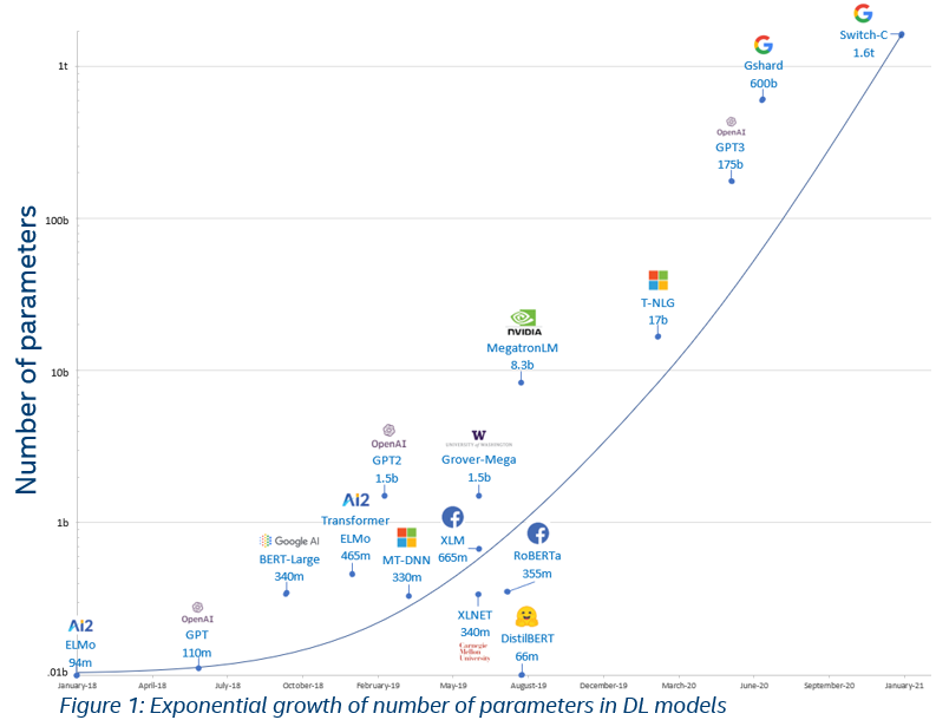 Switch-C
1.6t
1t
Gshard
600b
OpenAI
GPT3
175b
100b
Number of parameters
T-NLG
17b
NVIDIA
MegatronLM
8.3b
10b
OpenAI
GPT2
1.5b
W
UNIVERSITY of WASHINGTON
Grover-Mega
1.5b
Ai2
Transformer
ELMo
465m
1b
Google AI
BERT-Large
340m
MT-DNN
330m
XLM
665m
RoBERTa
355m
Ai2
ELMo
94m
OpenAI
GPT
110m
XLNET
340m
Carnegie
Mellon
University
DistilBERT
66m
.01b
January-18 April-18 July-18 October-18 February-19 May-19 August-19 December-19 March-20 June-20 September-20 January-21
Figure 1: Exponential growth of number of parameters in DL models